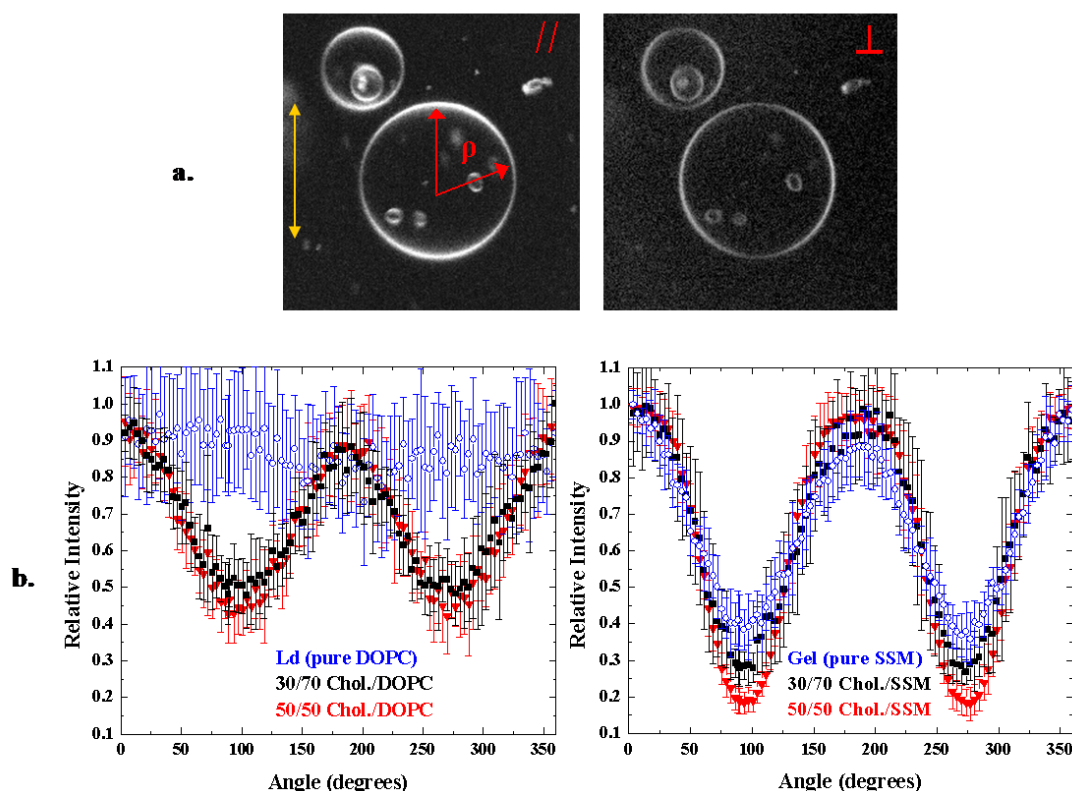 //
⊥
ρ
a.
b.
Relative Intensity
1.1
1.0
0.9
0.8
0.7
0.6
0.5
0.4
0.3
0.2
0.1
Ld (pure DOPC)
30/70 Chol./DOPC
50/50 Chol./DOPC
0 50 100 150 200 250 300 350
Angle (degrees)
Relative Intensity
1.1
1.0
0.9
0.8
0.7
0.6
0.5
0.4
0.3
0.2
0.1
Gel (pure SSM)
30/70 Chol./SSM
50/50 Chol./SSM
0 50 100 150 200 250 300 350
Angle (degrees)